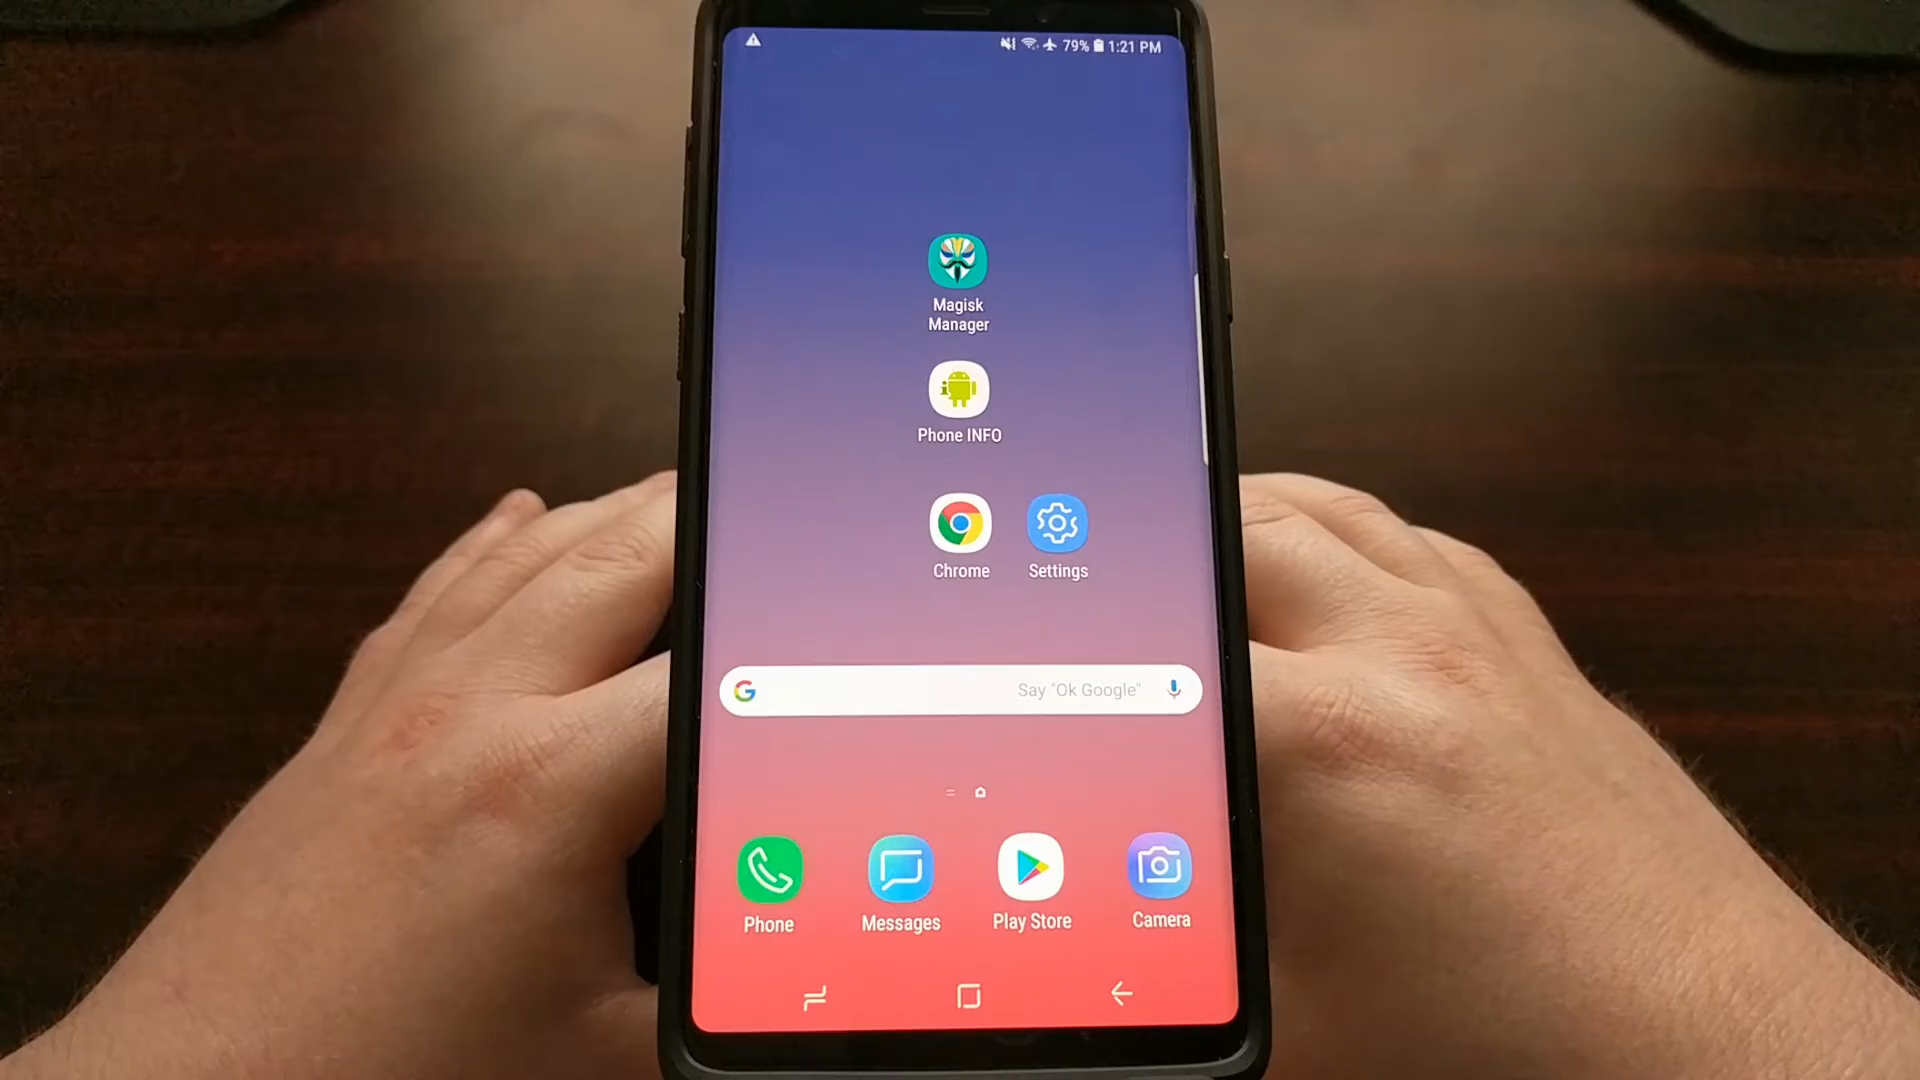 79% 1:21 PM
Magisk
Manager
Phone INFO
Chrome Settings
Say "Ok Google"
Phone Messages Play Store Camera